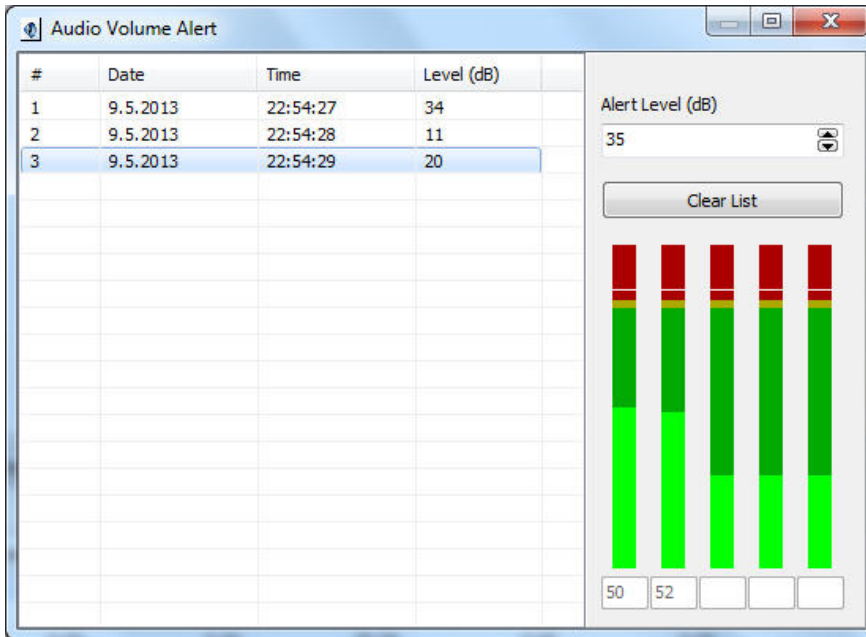 Audio Volume Alert
# Date Time Level (dB)
1 9.5.2013 22:54:27 34
2 9.5.2013 22:54:28 11
3 9.5.2013 22:54:29 20
Alert Level (dB)
35
Clear List
50 52